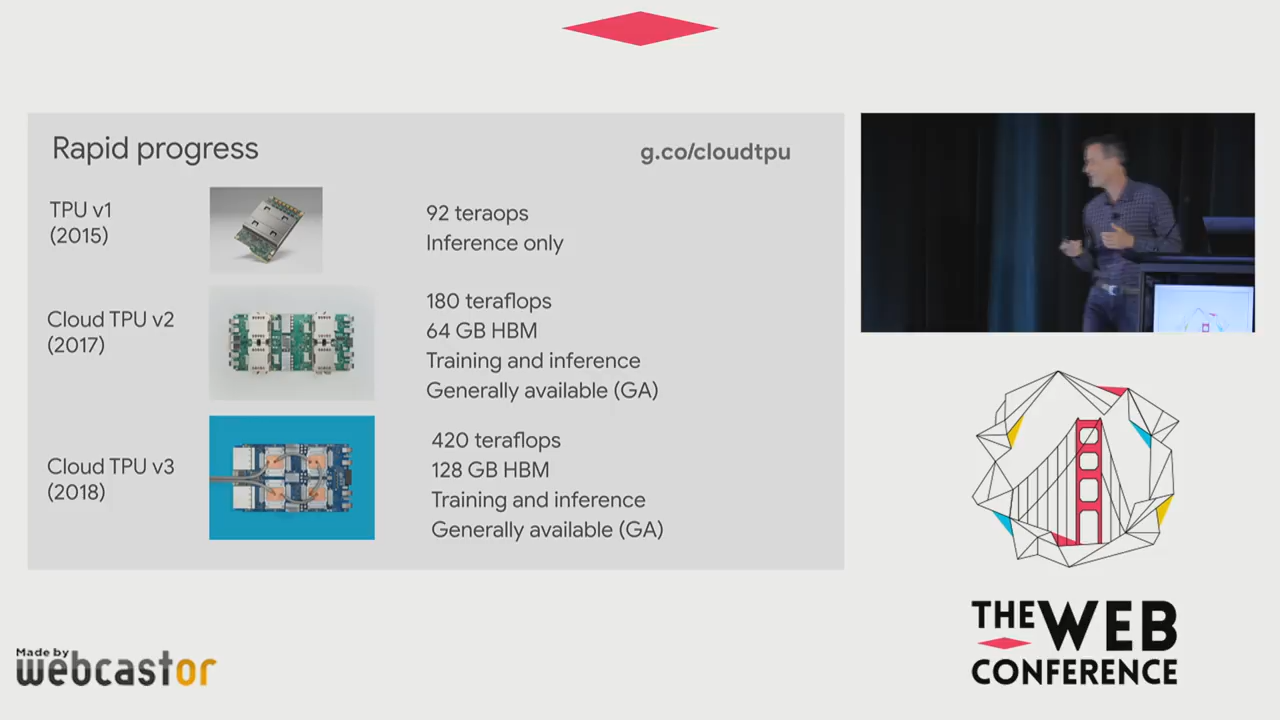 Rapid progress
g.co/cloudtpu
TPU v1
(2015)
92 teraops
Inference only
Cloud TPU v2
(2017)
180 teraflops
64 GB HBM
Training and inference
Generally available (GA)
Cloud TPU v3
(2018)
420 teraflops
128 GB HBM
Training and inference
Generally available (GA)
THE WEB
CONFERENCE
Made by
webcastor